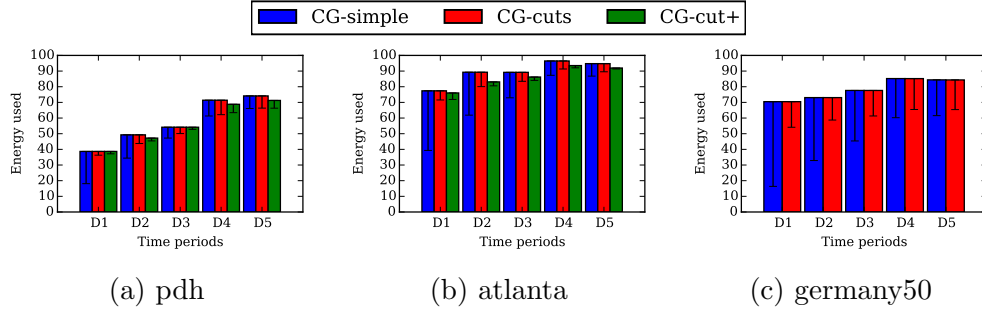 CG-simple CG-cuts CG-cut+
Energy used
100
90
80
70
60
50
40
30
20
10
0
D1 D2 D3 D4 D5
Time periods
(a) pdh
Energy used
100
90
80
70
60
50
40
30
20
10
0
D1 D2 D3 D4 D5
Time periods
(b) atlanta
Energy used
100
90
80
70
60
50
40
30
20
10
0
D1 D2 D3 D4 D5
Time periods
(c) germany50